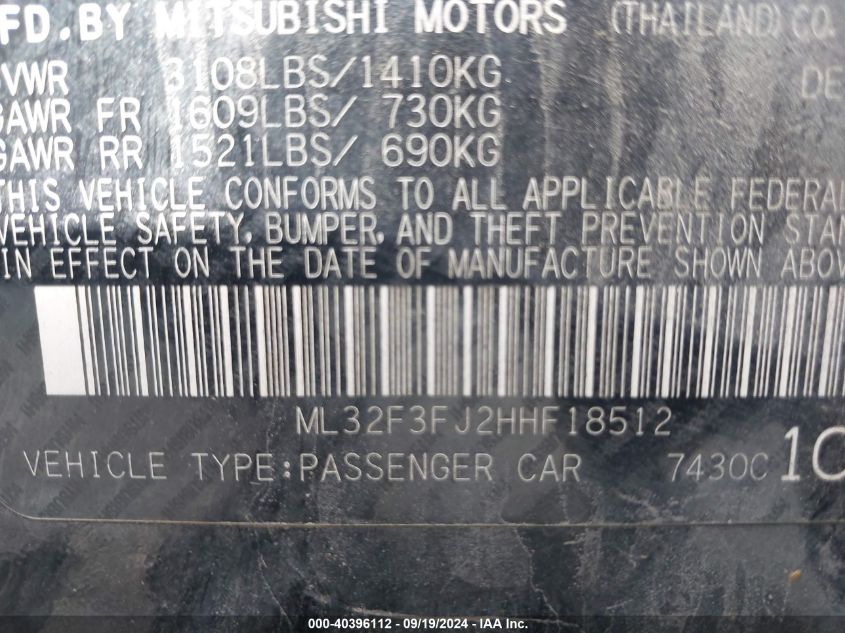 FD. BY MITSUBISHI MOTORS (THAILAND) CO.
GVWR 3108LBS/1410KG DE
GAWR FR 1609LBS/ 730KG
GAWR RR 1521LBS/ 690KG
THIS VEHICLE CONFORMS TO ALL APPLICABLE FEDERAL
VEHICLE SAFETY, BUMPER, AND THEFT PREVENTION STAN
IN EFFECT ON THE DATE OF MANUFACTURE SHOWN ABOV
ML32F3FJ2HHF18512
VEHICLE TYPE:PASSENGER CAR 7430C 1C
000-40396112 - 09/19/2024 - © IAA, Inc.